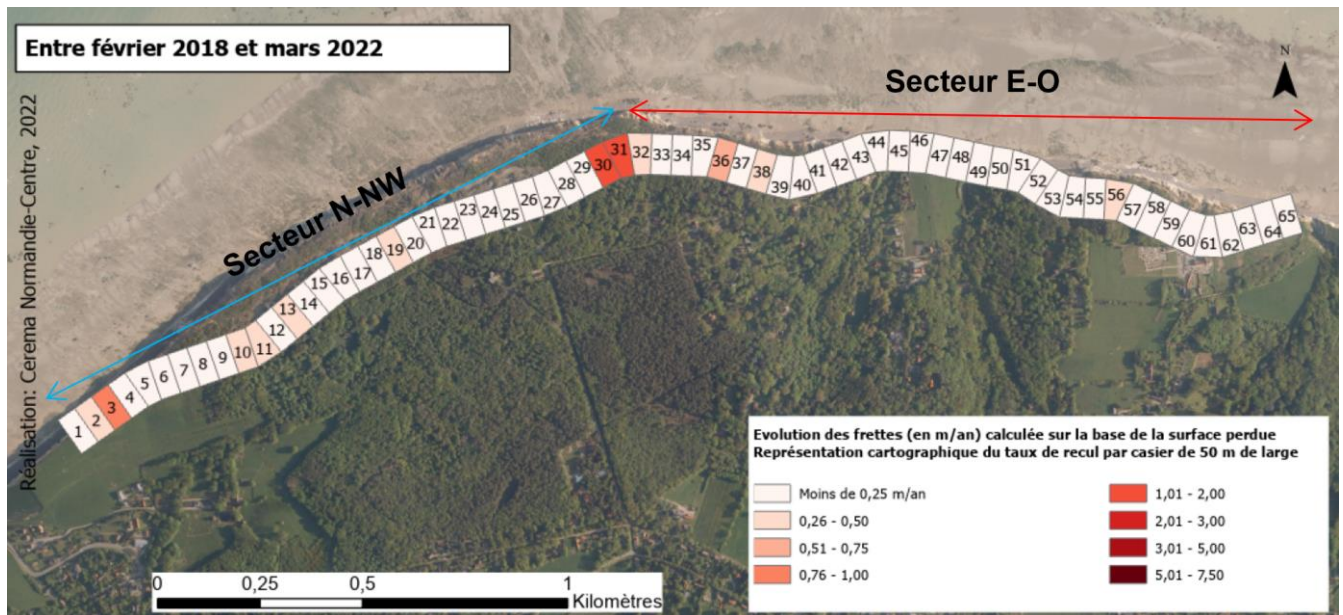 Entre février 2018 et mars 2022
Réalisation: Cerema Normandie-Centre, 2022
Secteur N-NW
Secteur E-O
N
1 2 3 4 5 6 7 8 9 10 11 12 13 14 15 16 17 18 19 20 21 22 23 24 25 26 27 28 29 30 31 32 33 34 35 36 37 38 39 40 41 42 43 44 45 46 47 48 49 50 51 52 53 54 55 56 57 58 59 60 61 62 63 64 65
Evolution des frettes (en m/an) calculée sur la base de la surface perdue
Représentation cartographique du taux de recul par casier de 50 m de large
Moins de 0,25 m/an
0,26 - 0,50
0,51 - 0,75
0,76 - 1,00
1,01 - 2,00
2,01 - 3,00
3,01 - 5,00
5,01 - 7,50
0 0,25 0,5 1
Kilomètres